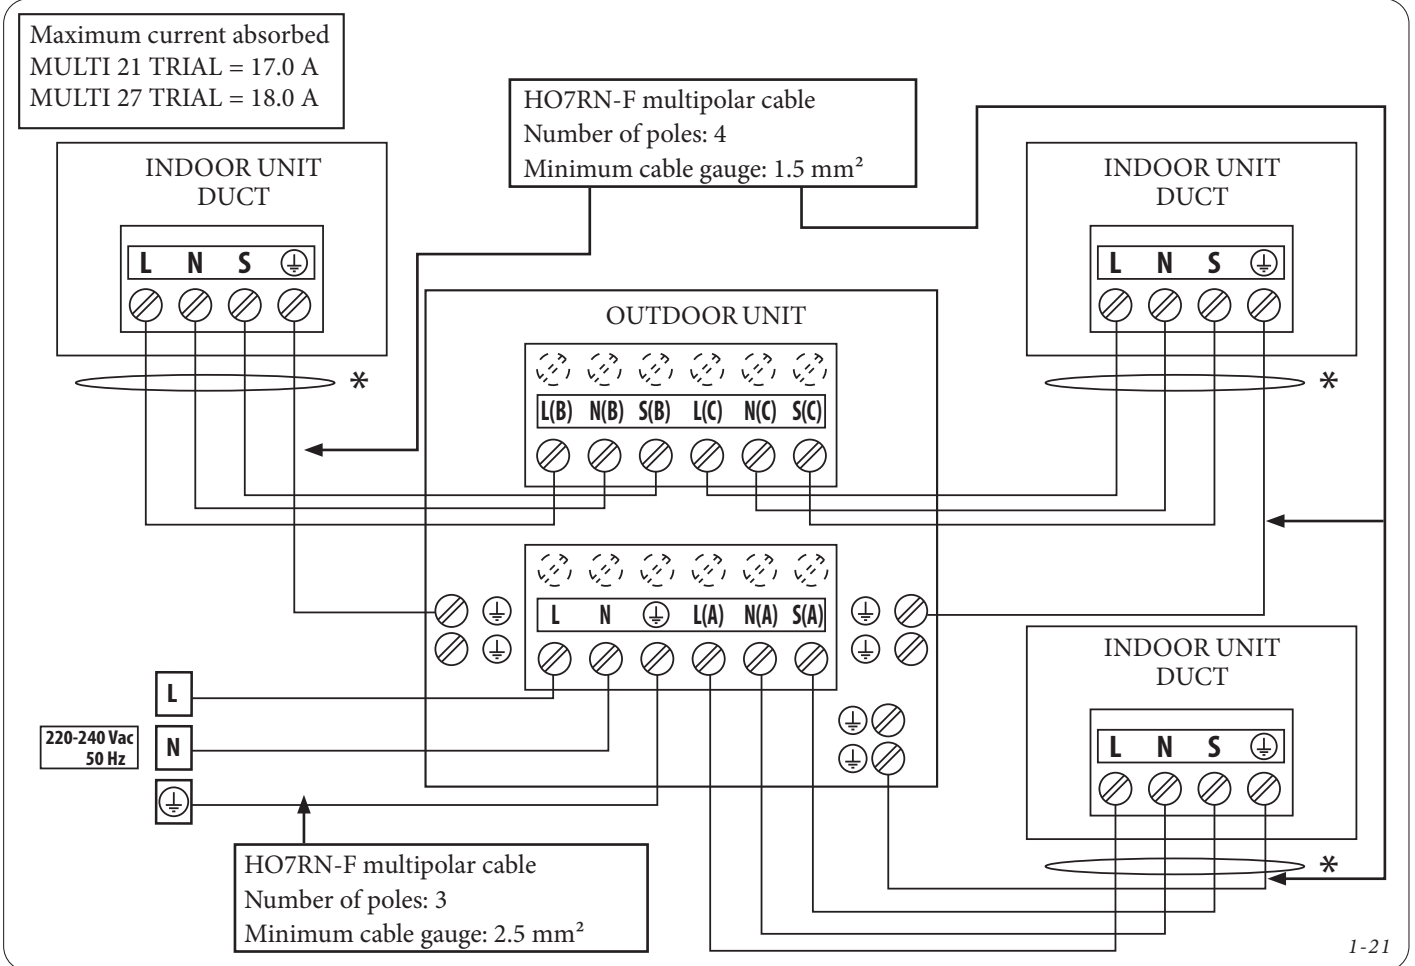 Maximum current absorbed
MULTI 21 TRIAL = 17.0 A
MULTI 27 TRIAL = 18.0 A
HO7RN-F multipolar cable
Number of poles: 4
Minimum cable gauge: 1.5 mm²
INDOOR UNIT
DUCT
L N S
*
INDOOR UNIT
DUCT
L N S
*
OUTDOOR UNIT
L(B) N(B) S(B) L(C) N(C) S(C)
L N L(A) N(A) S(A)
INDOOR UNIT
DUCT
L N S
*
L
220-240 Vac
50 Hz
N
HO7RN-F multipolar cable
Number of poles: 3
Minimum cable gauge: 2.5 mm²
1-21